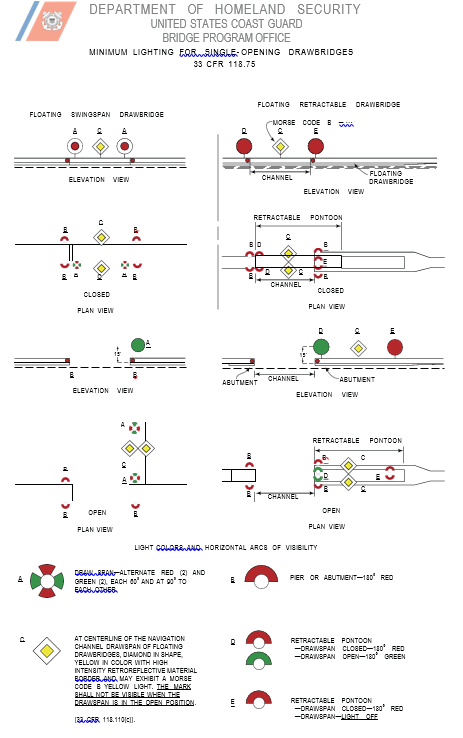 DEPARTMENT OF HOMELAND SECURITY
UNITED STATES COAST GUARD
BRIDGE PROGRAM OFFICE
MINIMUM LIGHTING FOR SINGLE-OPENING DRAWBRIDGES
33 CFR 118.75
FLOATING SWINGSPAN DRAWBRIDGE
A C A
ELEVATION VIEW
C
B B
B A C A B
CLOSED
PLAN VIEW
A
15'
B B
ELEVATION VIEW
A
C
B A
B B
OPEN
PLAN VIEW
FLOATING RETRACTABLE DRAWBRIDGE
MORSE CODE B —...
D C E
FLOATING
DRAWBRIDGE
CHANNEL
ELEVATION VIEW
RETRACTABLE PONTOON
C
B D B
E
B D C B
CHANNEL
CLOSED
PLAN VIEW
D C E
15'
CHANNEL
ABUTMENT ABUTMENT
ELEVATION VIEW
RETRACTABLE PONTOON
B B C
D E
B B C
CHANNEL
OPEN
PLAN VIEW
LIGHT COLORS AND HORIZONTAL ARCS OF VISIBILITY
A
DRAW SPAN—ALTERNATE RED (2) AND
GREEN (2), EACH 60° AND AT 90° TO
EACH OTHER.
C
AT CENTERLINE OF THE NAVIGATION
CHANNEL DRAWSPAN OF FLOATING
DRAWBRIDGES, DIAMOND IN SHAPE,
YELLOW IN COLOR WITH HIGH
INTENSITY RETROREFLECTIVE MATERIAL
BORDER AND MAY EXHIBIT A MORSE
CODE B YELLOW LIGHT. THE MARK
SHALL NOT BE VISIBLE WHEN THE
DRAWSPAN IS IN THE OPEN POSITION.
(33 CFR 118.110(c)).
B
PIER OR ABUTMENT—180° RED
D
RETRACTABLE PONTOON
—DRAWSPAN CLOSED—180° RED
—DRAWSPAN OPEN—180° GREEN
E
RETRACTABLE PONTOON
—DRAWSPAN CLOSED—180° RED
—DRAWSPAN—LIGHT OFF